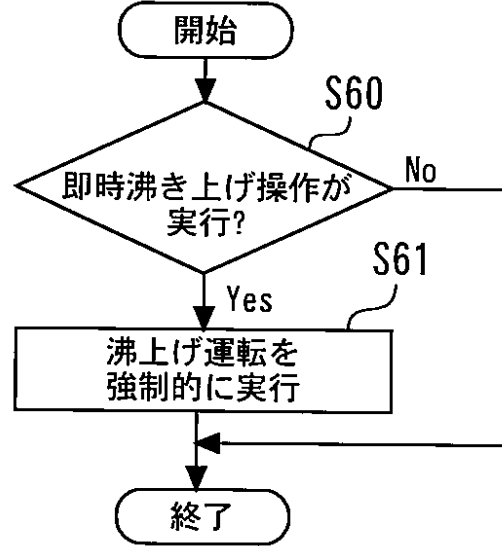 開始
S60
即時沸き上げ操作が
実行?
No
S61
Yes
沸上げ運転を
強制的に実行
終了